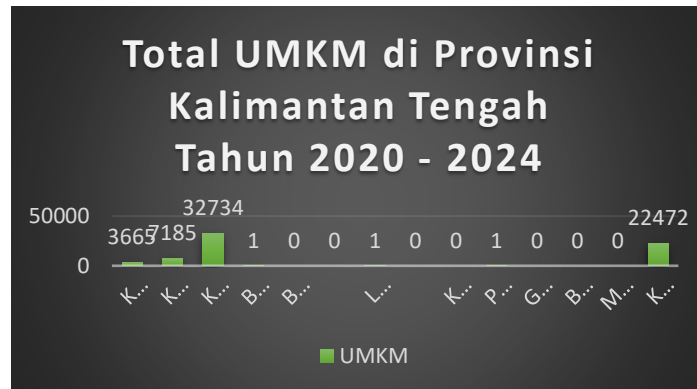 Total UMKM di Provinsi
Kalimantan Tengah
Tahun 2020 - 2024
50000
0
3665 7185 32734 1 0 0 1 0 0 1 0 0 0 22472
K... K... K... B... B... L... K... P... G... B... M... K...
UMKM